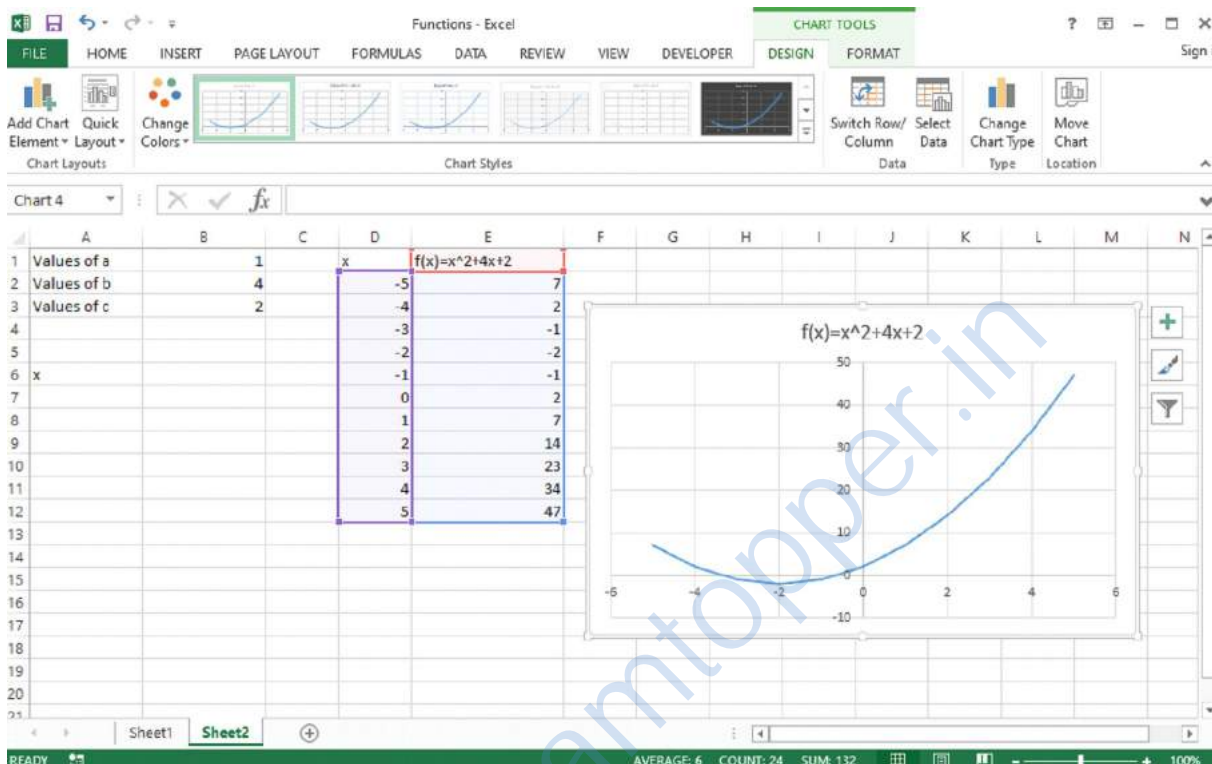 Functions - Excel
CHART TOOLS
FILE HOME INSERT PAGE LAYOUT FORMULAS DATA REVIEW VIEW DEVELOPER DESIGN FORMAT Sign
Add Chart Element Quick Layout Change Colors Switch Row/ Column Select Data Change Chart Type Move Chart
Chart Layouts Chart Styles Data Type Location
Chart 4 fx
A B C D E F G H I J K L M N
1 Values of a 1 x f(x)=x^2+4x+2
2 Values of b 4 -5 7
3 Values of c 2 -4 2
4 -3 -1
5 -2 -2
6 x -1 -1
7 0 2
8 1 7
9 2 14
10 3 23
11 4 34
12 5 47
13
14
15
16
17
18
19
20
21
f(x)=x^2+4x+2
50
40
30
20
10
0
-6 -4 -2 0 2 4 6
-10
Sheet1 Sheet2
READY AVERAGE: 6 COUNT: 24 SUM: 132 100%